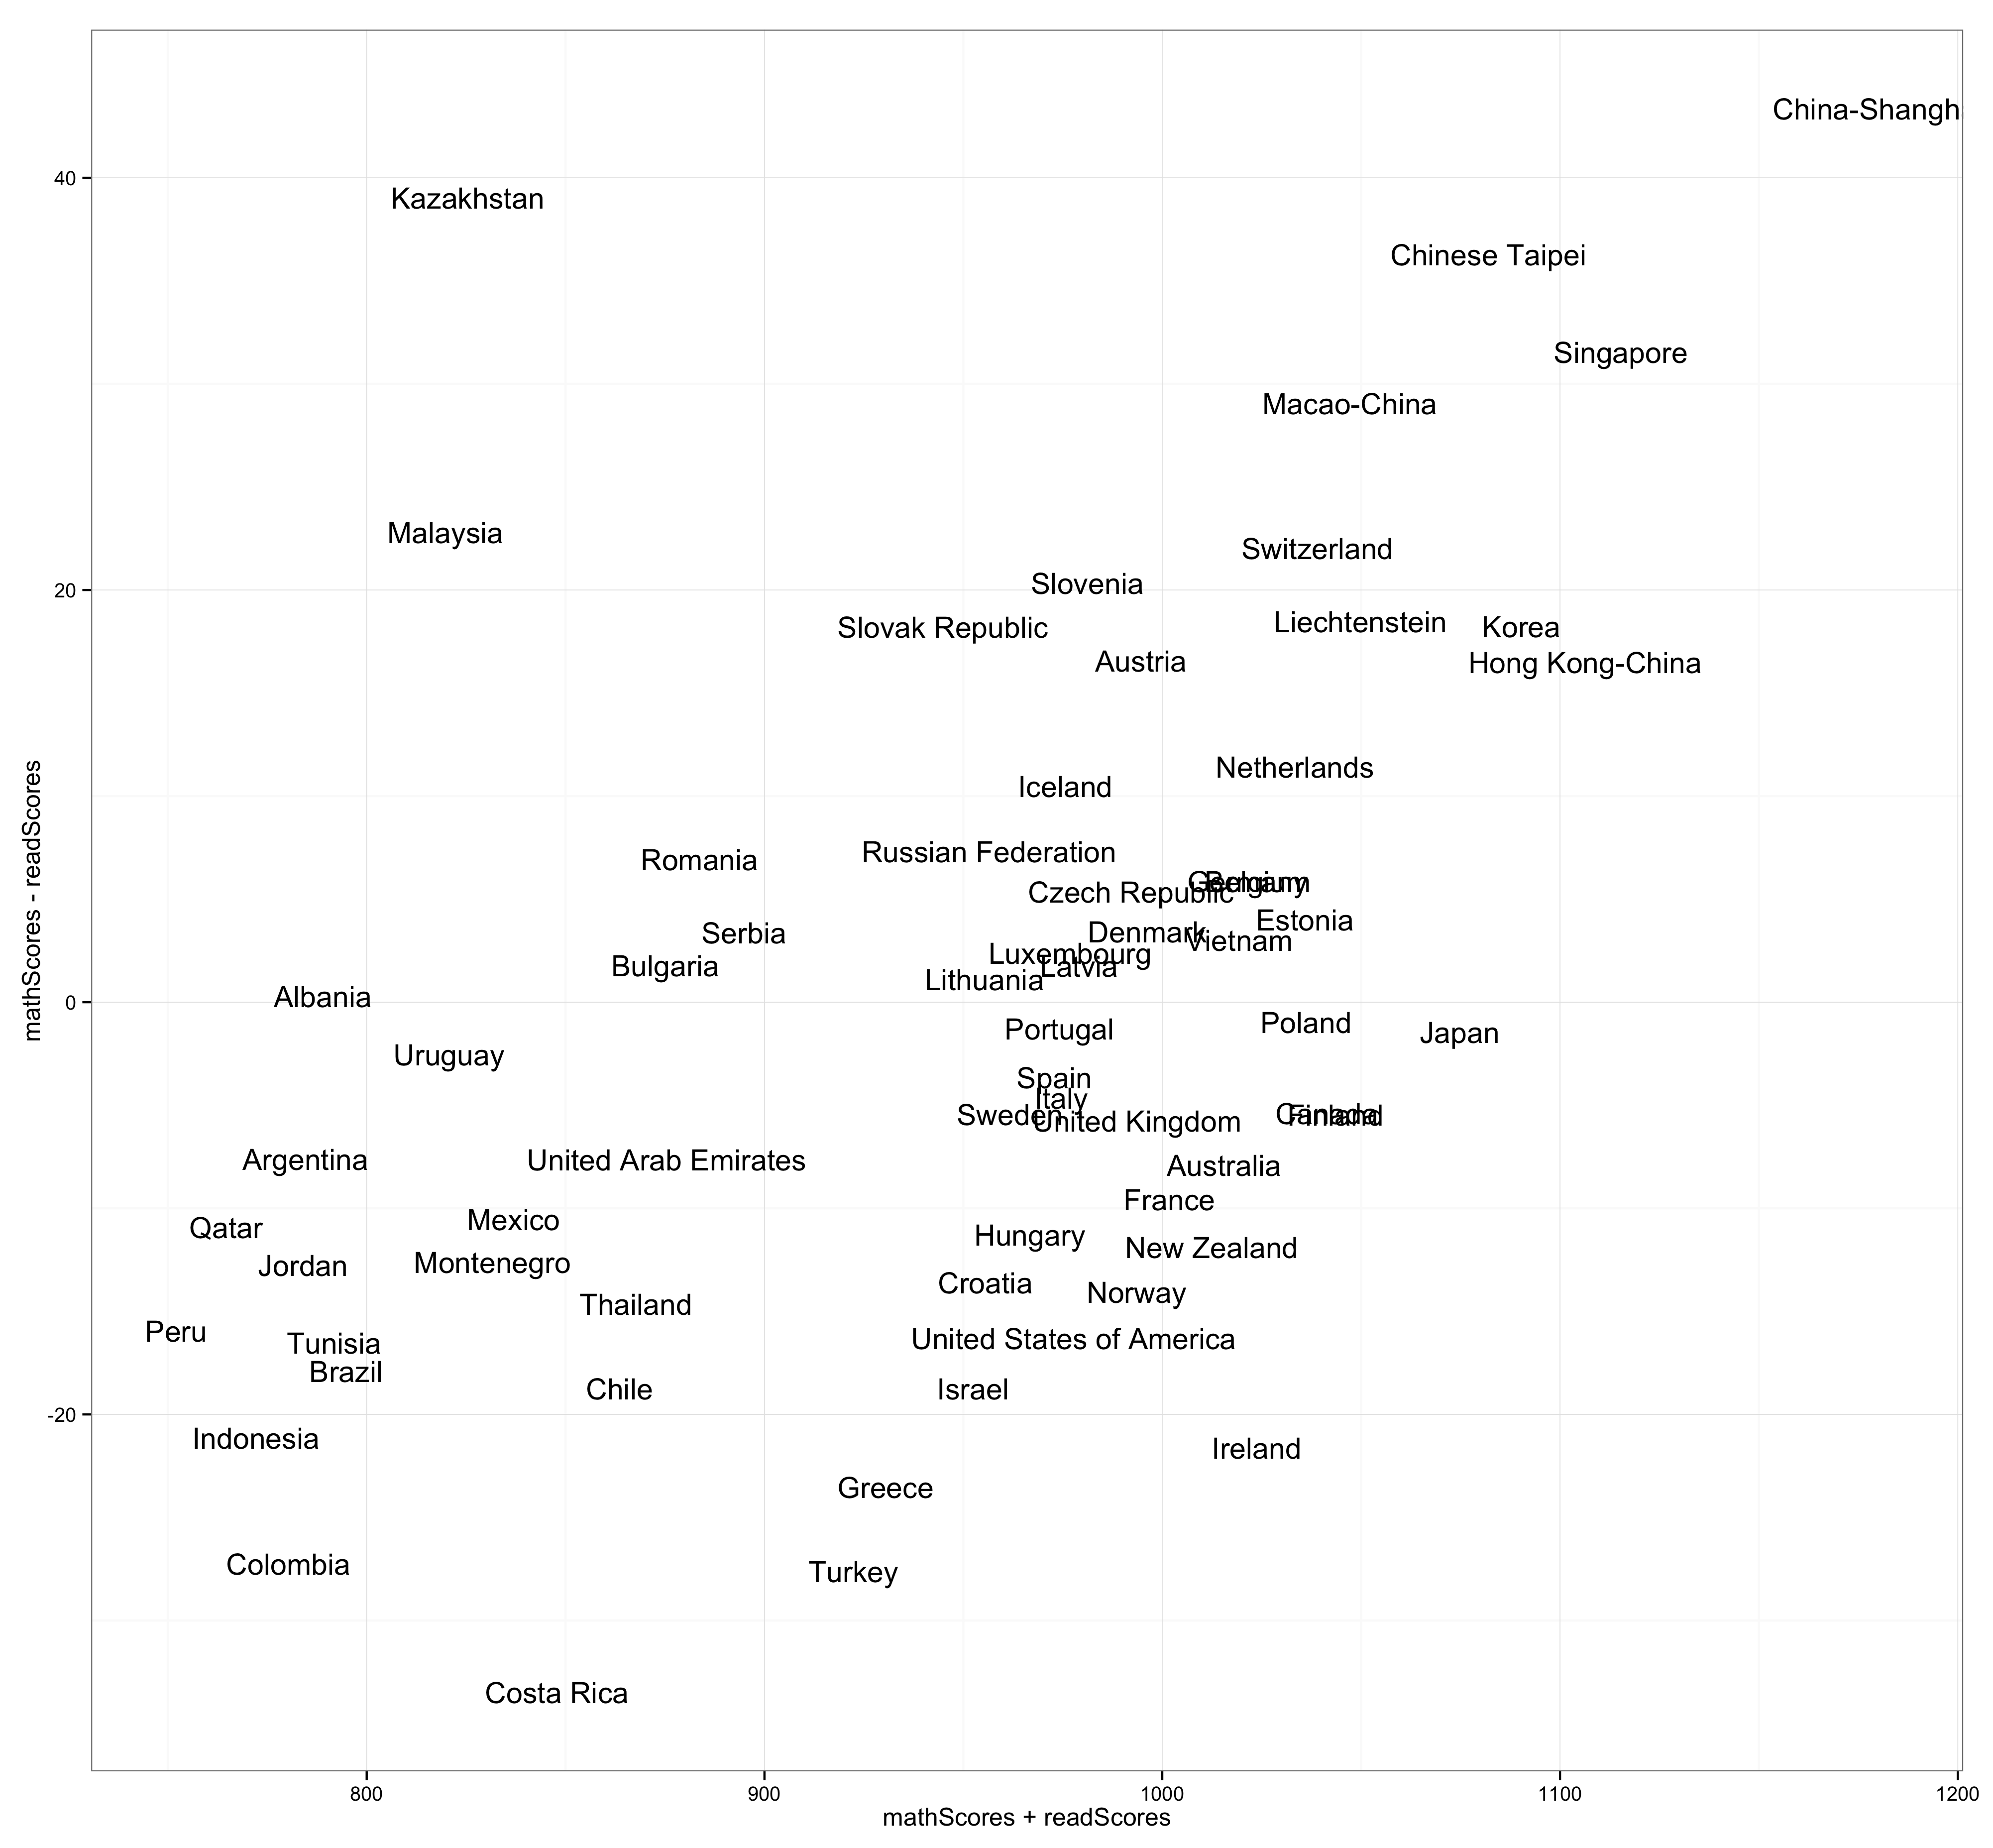 China-Shangh
40
Kazakhstan
Chinese Taipei
Singapore
Macao-China
Malaysia
Switzerland
20
Slovenia
Liechtenstein
Slovak Republic
Korea
Austria
Hong Kong-China
Netherlands
Iceland
Russian Federation
Romania
Germany
Belgium
Czech Republic
Estonia
Denmark
Serbia
Vietnam
Luxembourg
Bulgaria
Latvia
Lithuania
mathScores - readScores
0
Albania
Poland
Portugal
Japan
Uruguay
Spain
Italy
Sweden
Canada
Finland
United Kingdom
Argentina
United Arab Emirates
Australia
France
Mexico
Qatar
Hungary
New Zealand
Montenegro
Jordan
Croatia
Norway
Thailand
Peru
United States of America
Tunisia
Brazil
Chile
Israel
-20
Indonesia
Ireland
Greece
Colombia
Turkey
Costa Rica
800
900
1000
1100
1200
mathScores + readScores